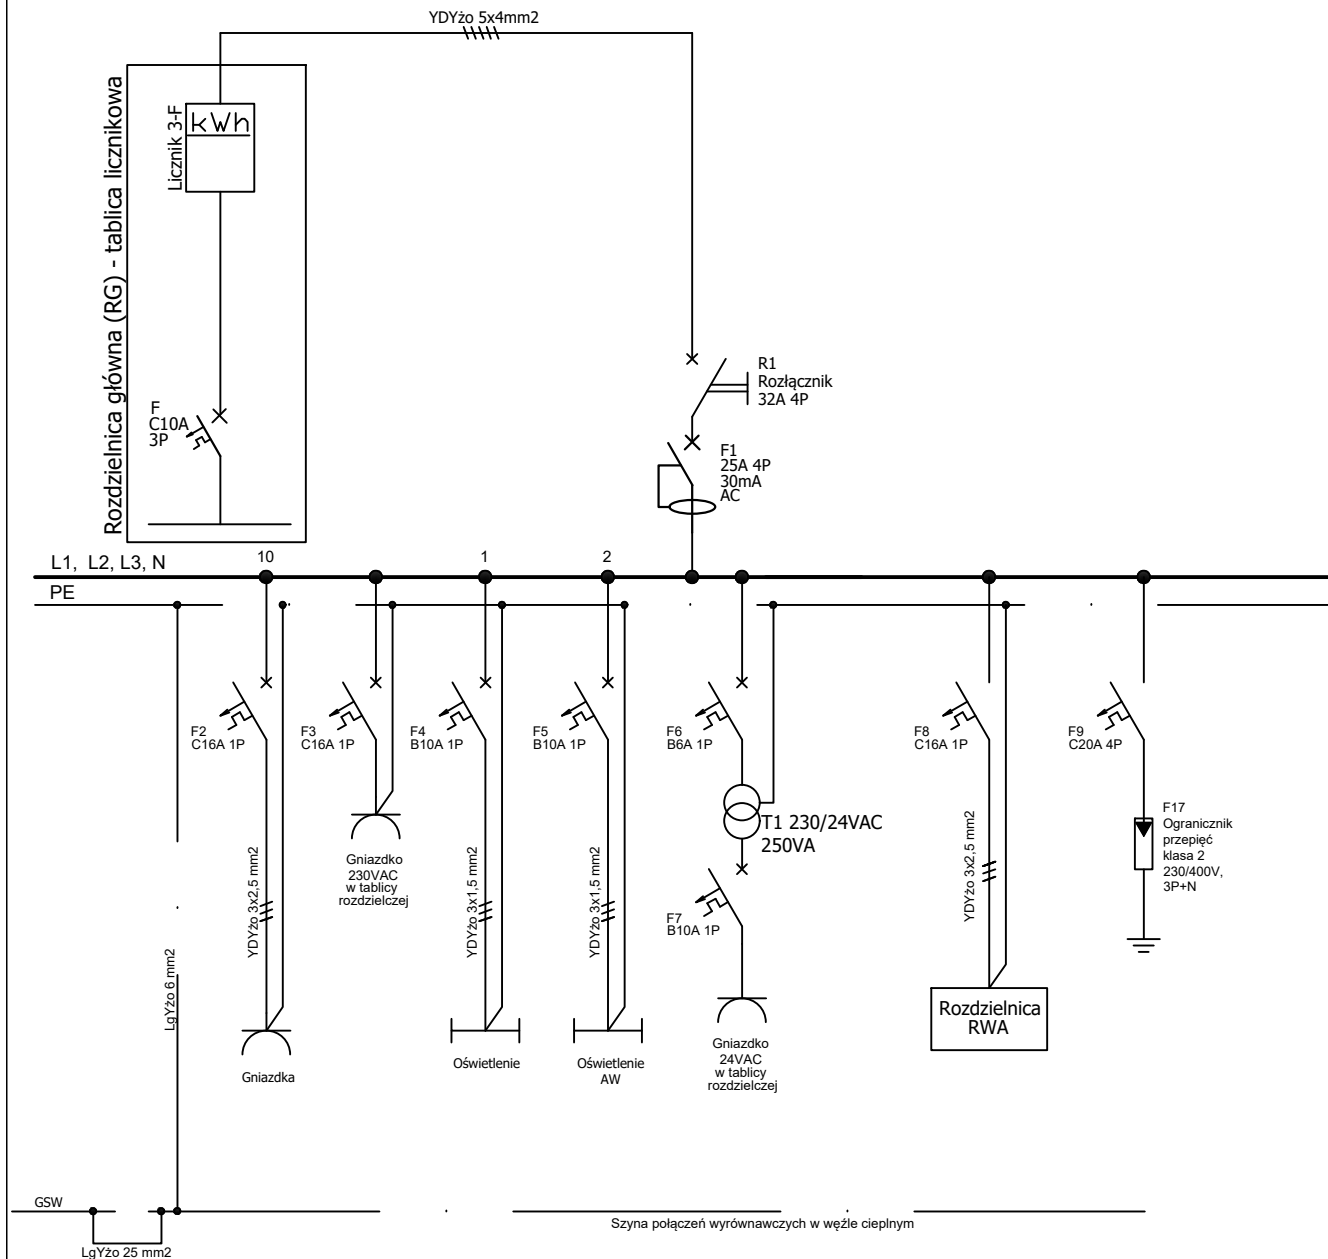 YDYżo 5x4mm2
Rozdzielnica główna (RG) - tablica licznikowa
Licznik 3-F
kWh
F
C10A
3P
R1
Rozłącznik
32A 4P
F1
25A 4P
30mA
AC
L1, L2, L3, N
10
1
2
PE
F2
C16A 1P
F3
C16A 1P
F4
B10A 1P
F5
B10A 1P
F6
B6A 1P
F8
C16A 1P
F9
C20A 4P
T1 230/24VAC
250VA
F17
Ogranicznik
przepięć
klasa 2
230/400V,
3P+N
Gniazdko
230VAC
w tablicy
rozdzielczej
YDYżo 3x2,5 mm2
YDYżo 3x1,5 mm2
YDYżo 3x1,5 mm2
F7
B10A 1P
YDYżo 3x2,5 mm2
LgYżo 6 mm2
Gniazdka
Oświetlenie
Oświetlenie
AW
Gniazdko
24VAC
w tablicy
rozdzielczej
Rozdzielnica
RWA
GSW
LgYżo 25 mm2
Szyna połączeń wyrównawczych w węźle cieplnym